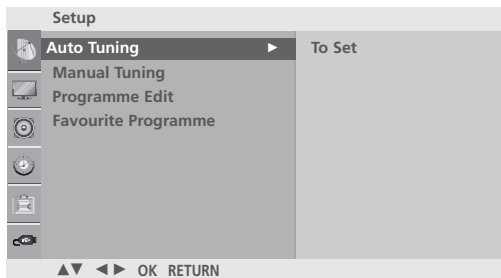 Setup
Auto Tuning ► To Set
Manual Tuning
Programme Edit
Favourite Programme
▲▼ ◄► OK RETURN